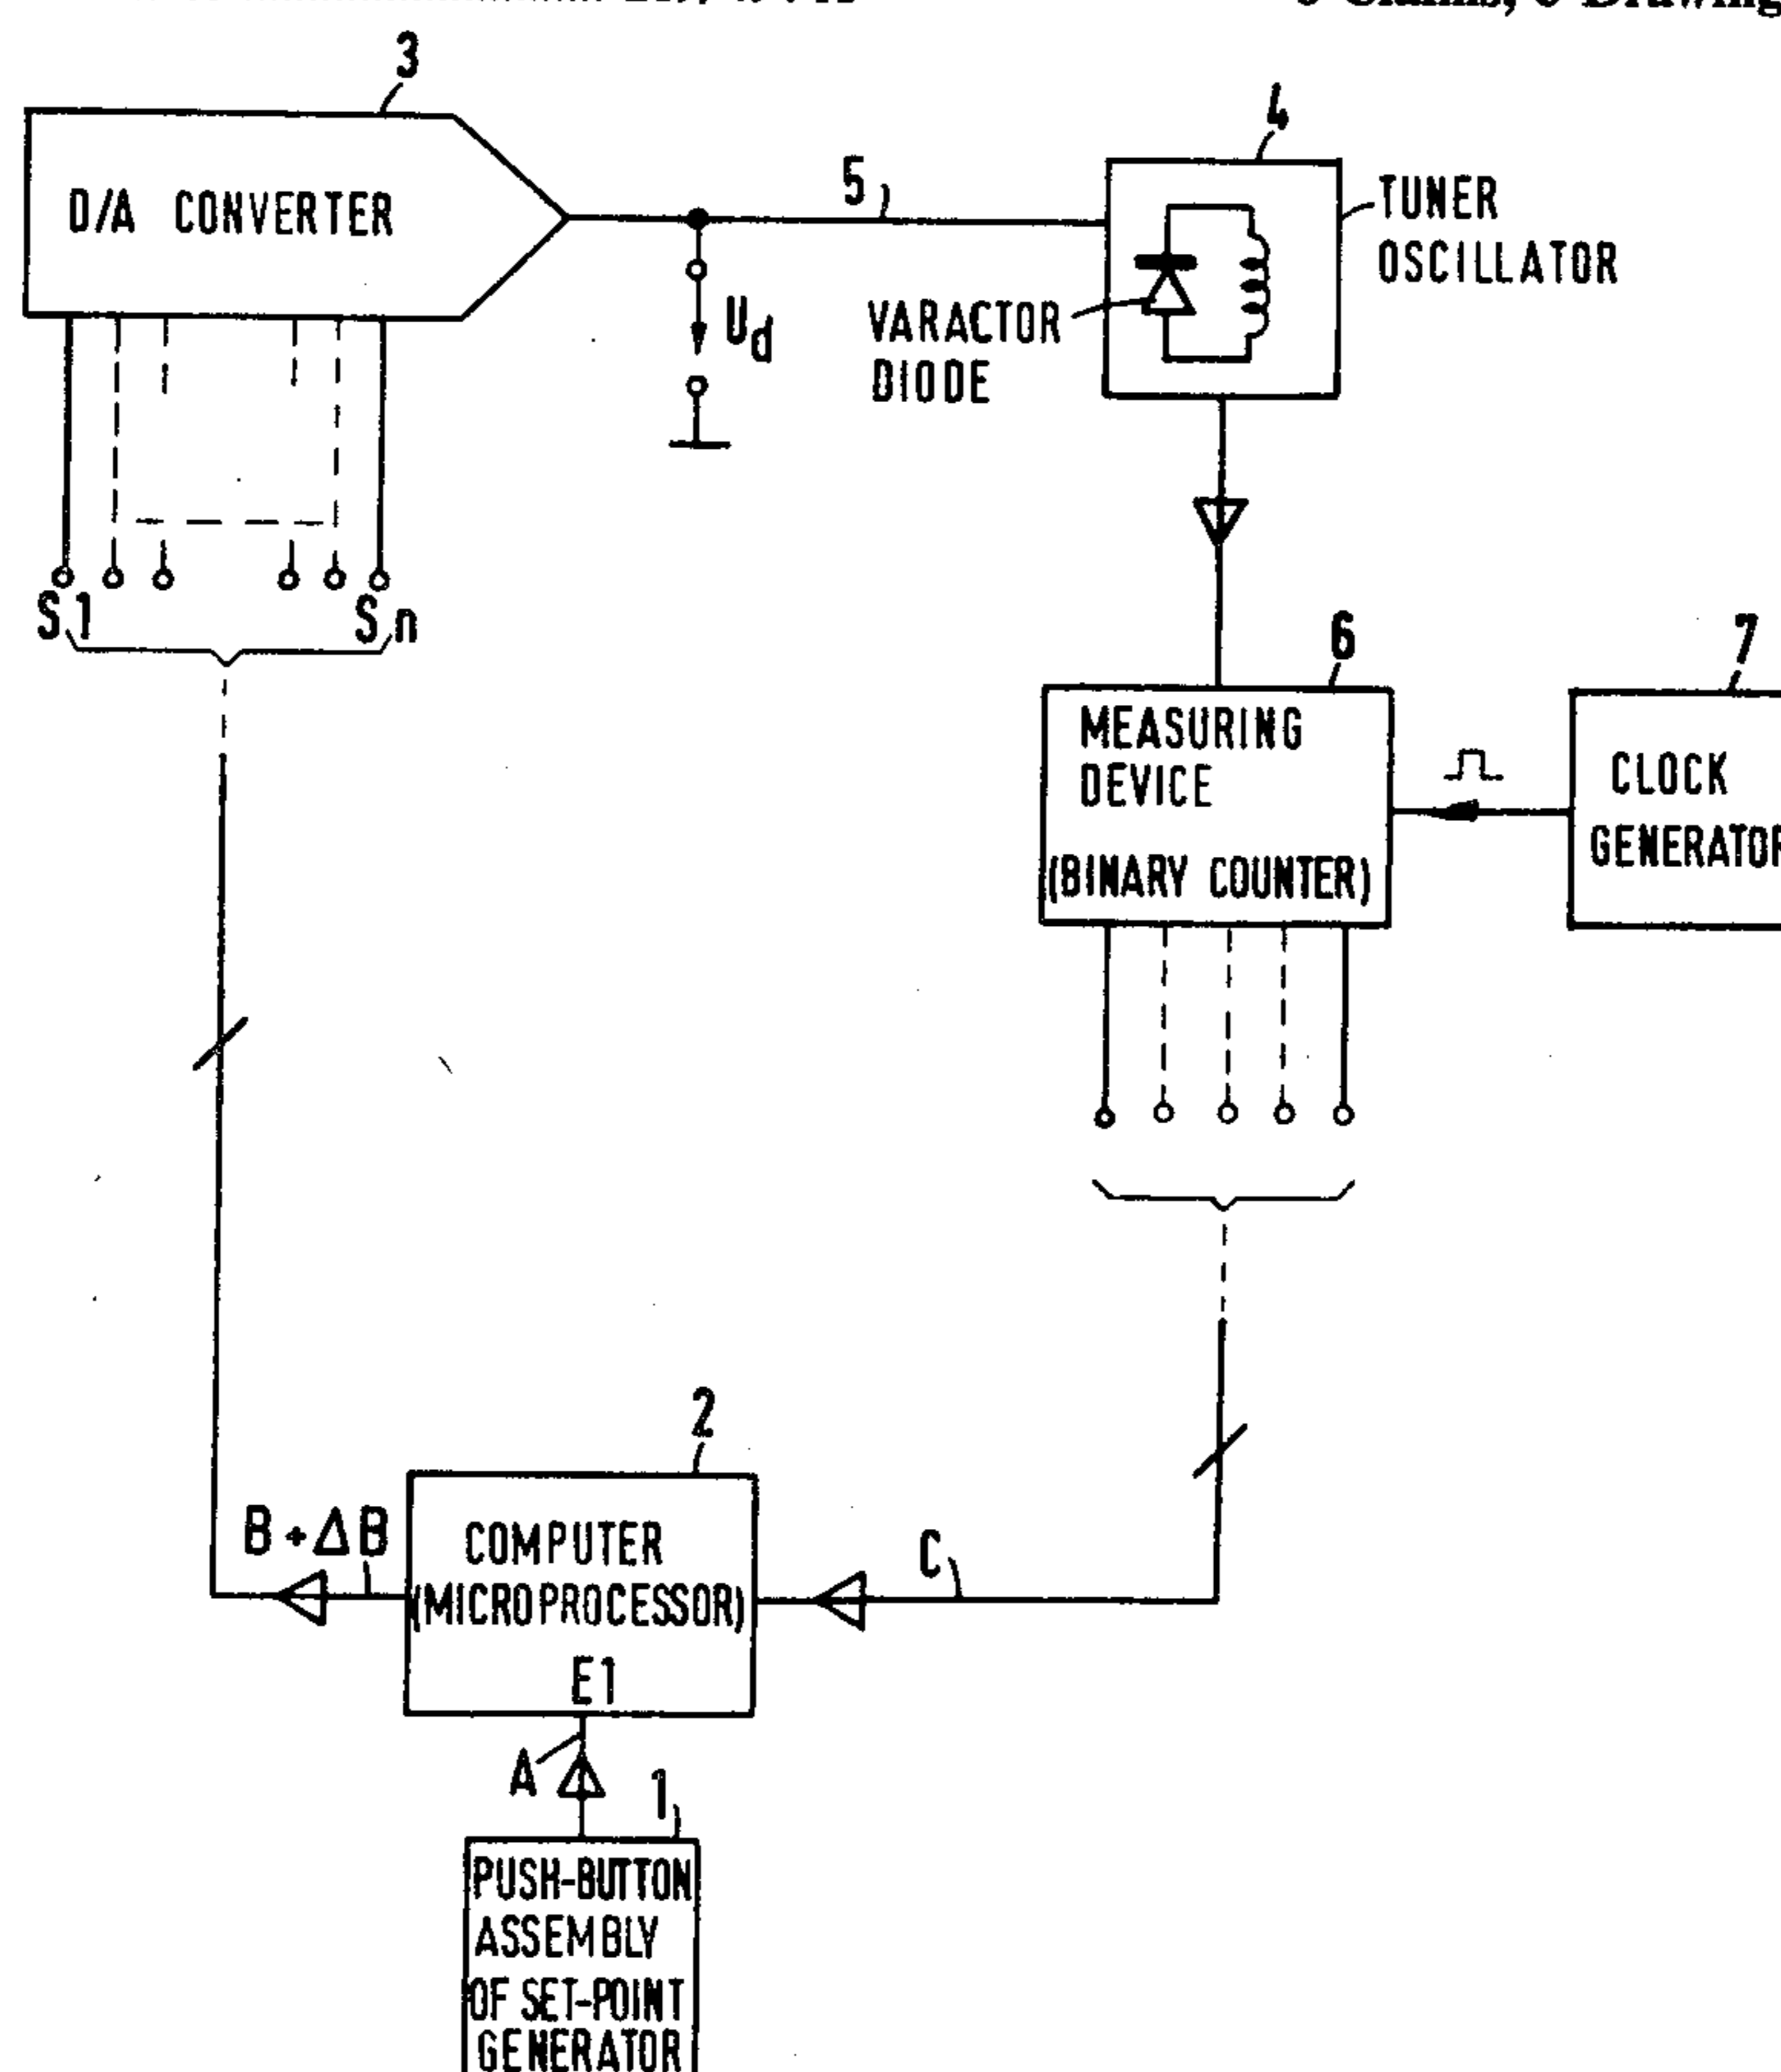 3
4
D/A CONVERTER
5
TUNER
OSCILLATOR
VARACTOR
DIODE
Ud
S1
Sn
6
7
MEASURING
DEVICE
(BINARY COUNTER)
CLOCK
GENERATOR
2
B + ΔB
COMPUTER
(MICROPROCESSOR)
E1
C
A
1
PUSH-BUTTON
ASSEMBLY
OF SET-POINT
GENERATOR